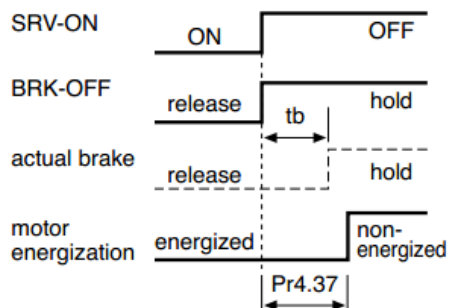 SRV-ON ON OFF
BRK-OFF release hold
tb
actual brake release hold
motor energization energized non-energized
Pr4.37